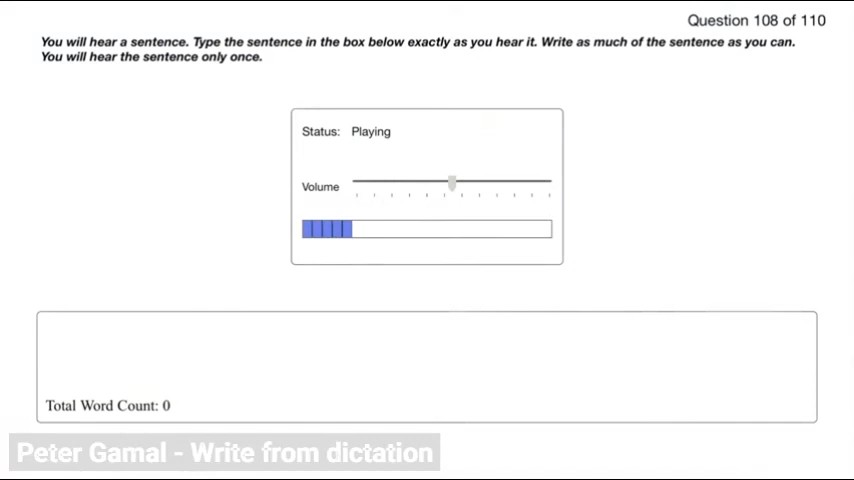 Question 108 of 110
You will hear a sentence. Type the sentence in the box below exactly as you hear it. Write as much of the sentence as you can.
You will hear the sentence only once.
Status: Playing
Volume
Total Word Count: 0
Peter Gamal - Write from dictation